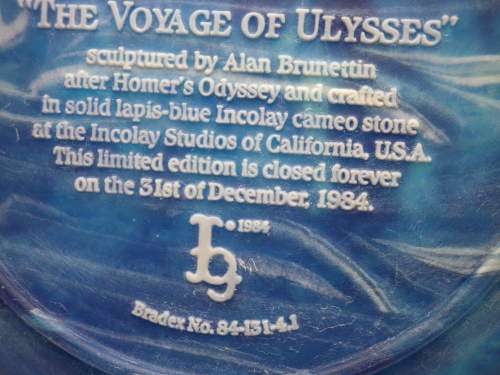 "THE VOYAGE OF ULYSSES"
sculptured by Alan Brunettin
after Homer's Odyssey and crafted
in solid lapis-blue Incolay cameo stone
at the Incolay Studios of California, U.S.A.
This limited edition is closed forever
on the 31st of December, 1984.
© 1984
Bradex No. 84-I31-4.1